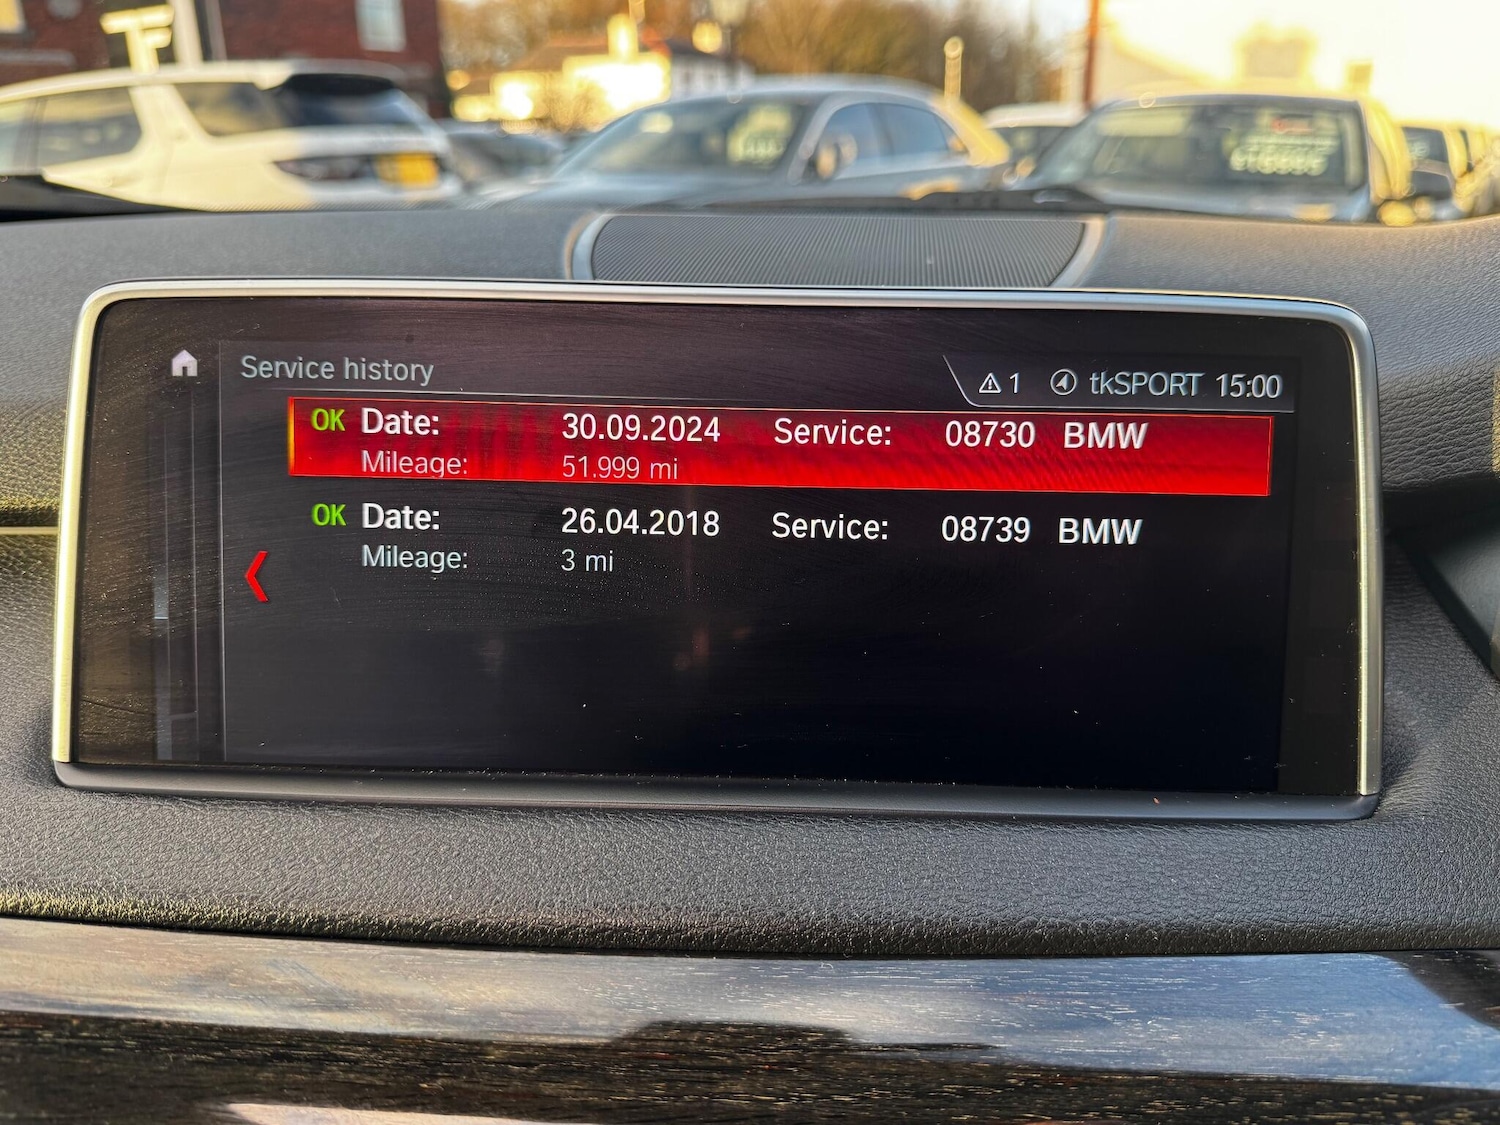 Service history
1 tkSPORT 15:00
OK Date: 30.09.2024 Service: 08730 BMW
Mileage: 51.999 mi
OK Date: 26.04.2018 Service: 08739 BMW
Mileage: 3 mi